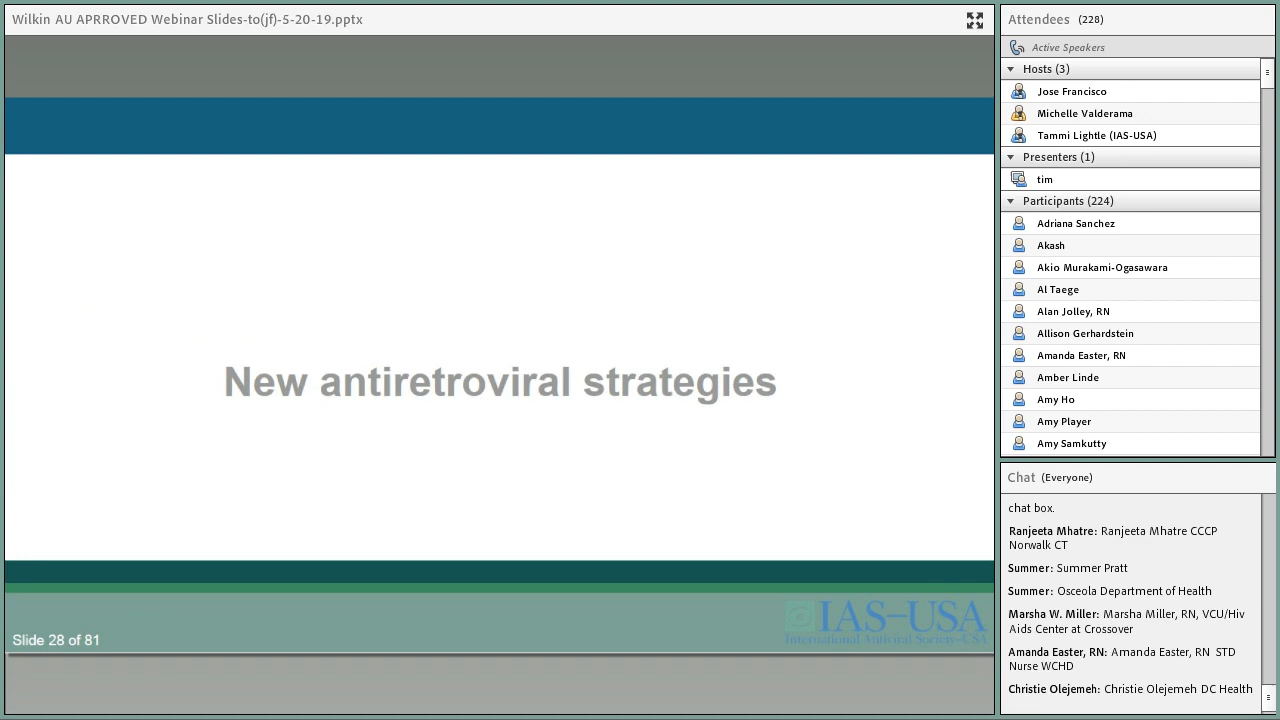 Wilkin AU APRROVED Webinar Slides-to(jf)-5-20-19.pptx
New antiretroviral strategies
IAS–USA
International Antiviral Society–USA
Slide 28 of 81
Attendees (228)
Active Speakers
Hosts (3)
Jose Francisco
Michelle Valderama
Tammi Lightle (IAS-USA)
Presenters (1)
tim
Participants (224)
Adriana Sanchez
Akash
Akio Murakami-Ogasawara
Al Taege
Alan Jolley, RN
Allison Gerhardstein
Amanda Easter, RN
Amber Linde
Amy Ho
Amy Player
Amy Samkutty
Chat (Everyone)
chat box.
Ranjeeta Mhatre: Ranjeeta Mhatre CCCP
Norwalk CT
Summer: Summer Pratt
Summer: Osceola Department of Health
Marsha W. Miller: Marsha Miller, RN, VCU/Hiv
Aids Center at Crossover
Amanda Easter, RN: Amanda Easter, RN STD
Nurse WCHD
Christie Olejemeh: Christie Olejemeh DC Health